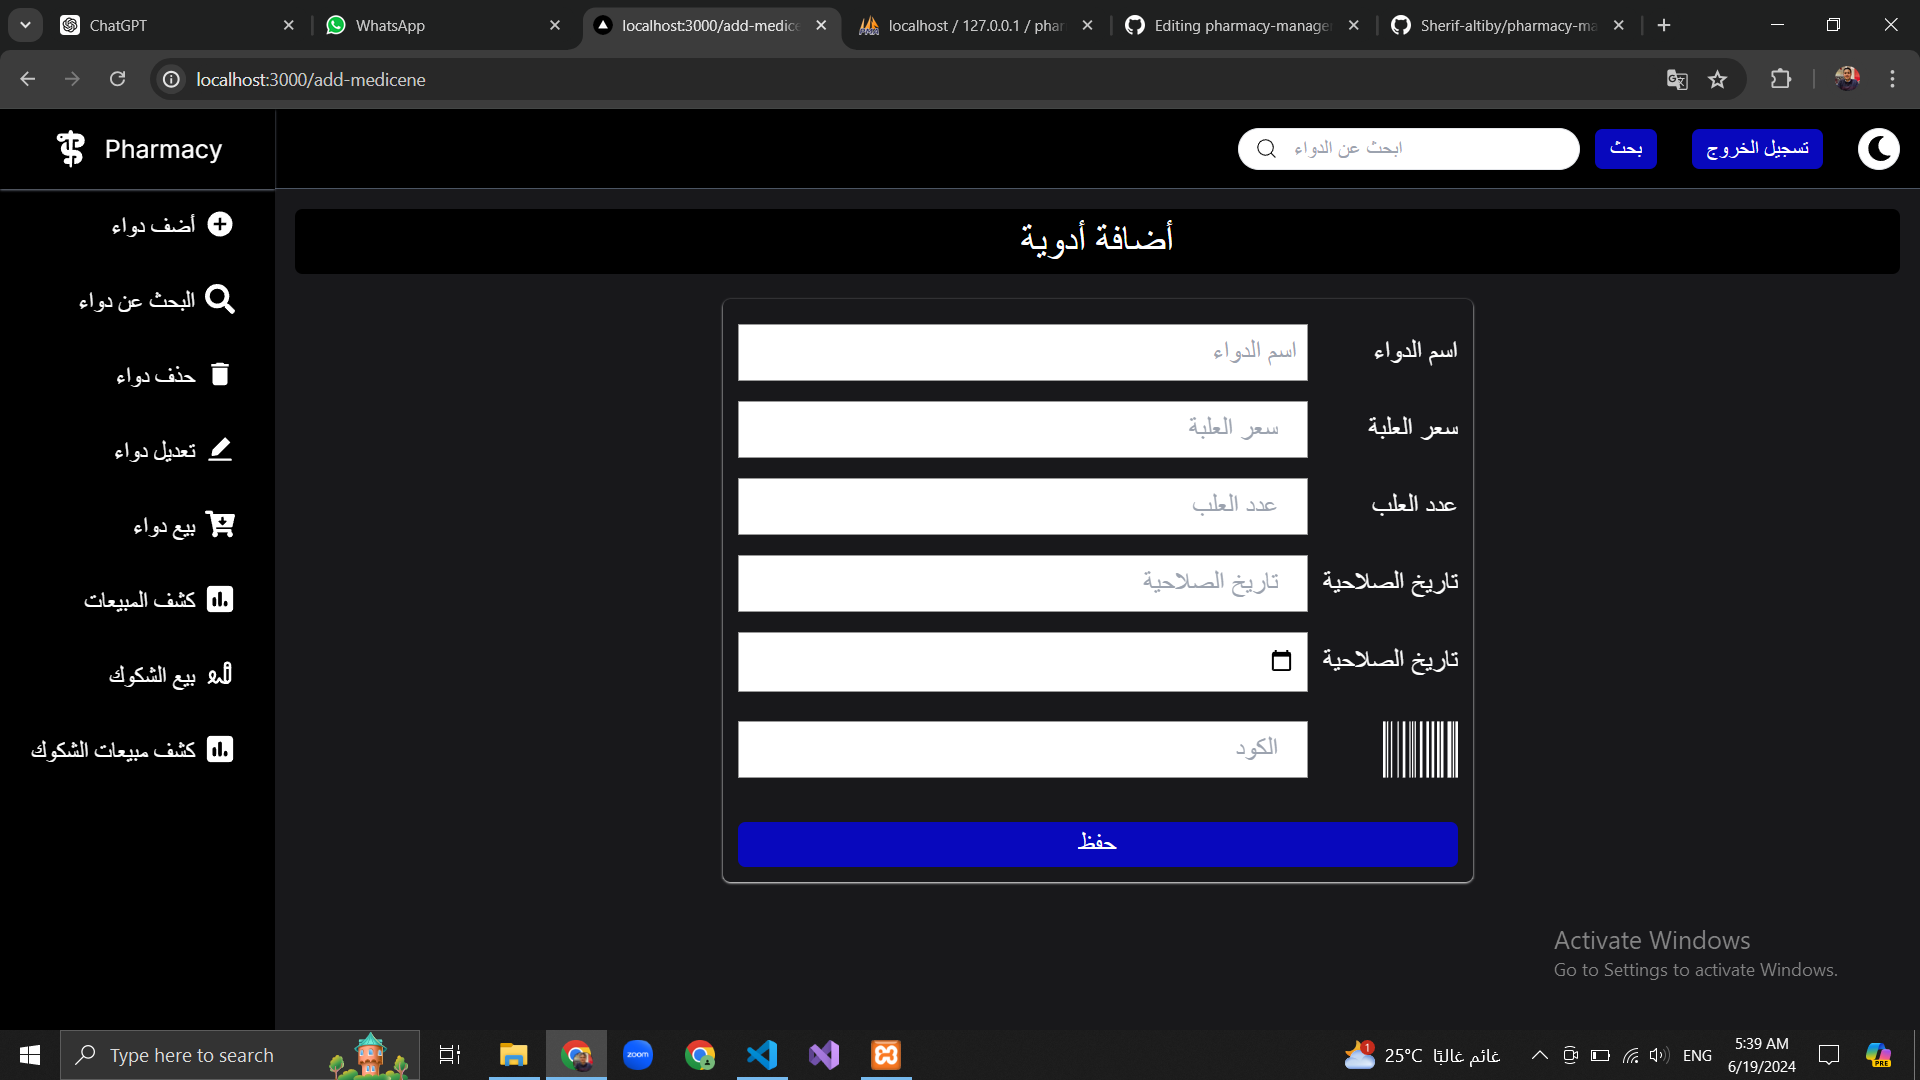 ChatGPT
WhatsApp
localhost:3000/add-medice
localhost / 127.0.0.1 / phar
Editing pharmacy-manager
Sherif-altiby/pharmacy-ma
localhost:3000/add-medicene
Pharmacy
ابحث عن الدواء
بحث
تسجيل الخروج
أضف دواء
البحث عن دواء
حذف دواء
تعديل دواء
بيع دواء
كشف المبيعات
بيع الشكوك
كشف مبيعات الشكوك
أضافة أدوية
اسم الدواء
اسم الدواء
سعر العلبة
سعر العلبة
عدد العلب
عدد العلب
تاريخ الصلاحية
تاريخ الصلاحية
تاريخ الصلاحية
الكود
حفظ
Activate Windows
Go to Settings to activate Windows.
Type here to search
zoom
1
25°C غائم غالبًا
ENG
5:39 AM
6/19/2024
PRE